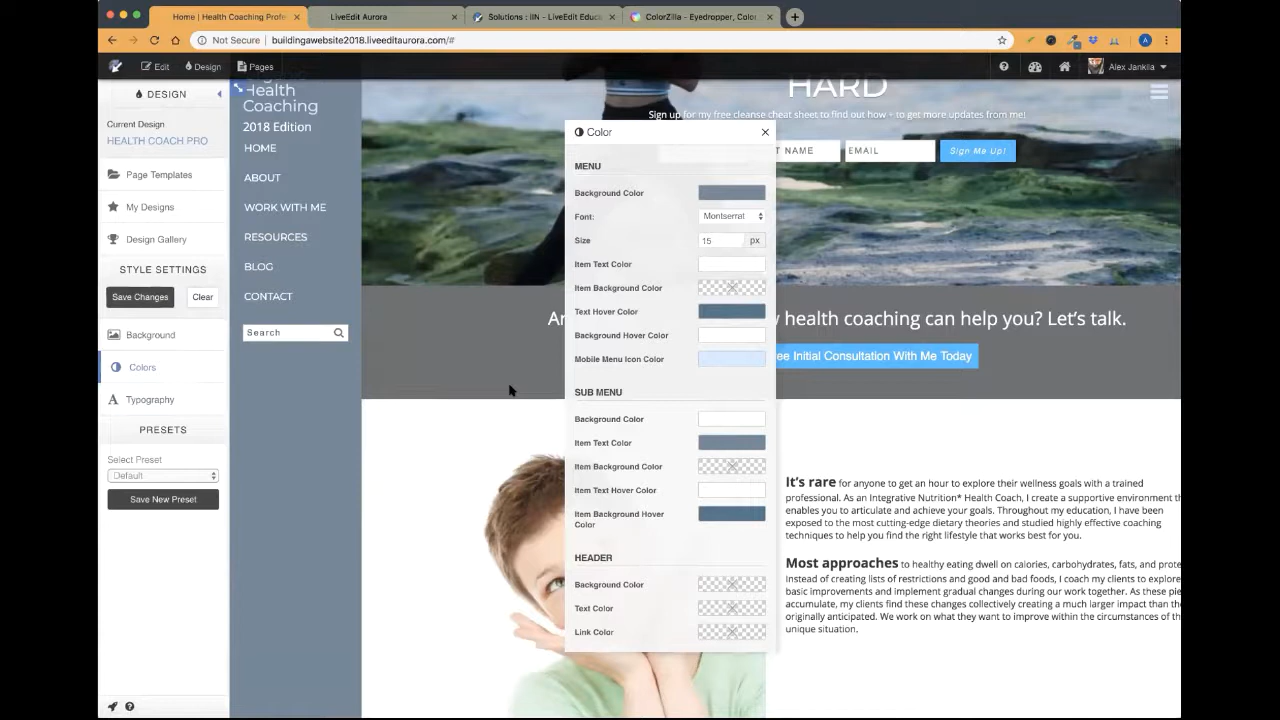 Home | Health Coaching Profe
LiveEdit Aurora
Solutions : IIN - LiveEdit Educa
ColorZilla - Eyedropper, Color
Not Secure | buildingawebsite2018.liveeditaurora.com/#
Edit
Design
Pages
Alex Jankila
DESIGN
Current Design
HEALTH COACH PRO
Page Templates
My Designs
Design Gallery
STYLE SETTINGS
Save Changes
Clear
Background
Colors
Typography
PRESETS
Select Preset
Default
Save New Preset
Health
Coaching
2018 Edition
HOME
ABOUT
WORK WITH ME
RESOURCES
BLOG
CONTACT
Search
HARD
Sign up for my free cleanse cheat sheet to find out how + to get more updates from me!
T NAME
EMAIL
Sign Me Up!
Color
MENU
Background Color
Font:
Montserrat
Size
15
px
Item Text Color
Item Background Color
Text Hover Color
Background Hover Color
Mobile Menu Icon Color
SUB MENU
Background Color
Item Text Color
Item Background Color
Item Text Hover Color
Item Background Hover
Color
HEADER
Background Color
Text Color
Link Color
health coaching can help you? Let's talk.
ee Initial Consultation With Me Today
It's rare for anyone to get an hour to explore their wellness goals with a trained
professional. As an Integrative Nutrition* Health Coach, I create a supportive environment th
enables you to articulate and achieve your goals. Throughout my education, I have been
exposed to the most cutting-edge dietary theories and studied highly effective coaching
techniques to help you find the right lifestyle that works best for you.
Most approaches to healthy eating dwell on calories, carbohydrates, fats, and prote
Instead of creating lists of restrictions and good and bad foods, I coach my clients to explore
basic improvements and implement gradual changes during our work together. As these pie
accumulate, my clients find these changes collectively creating a much larger impact than th
originally expected. We work on what they want to improve within the circumstances of th
unique situation.